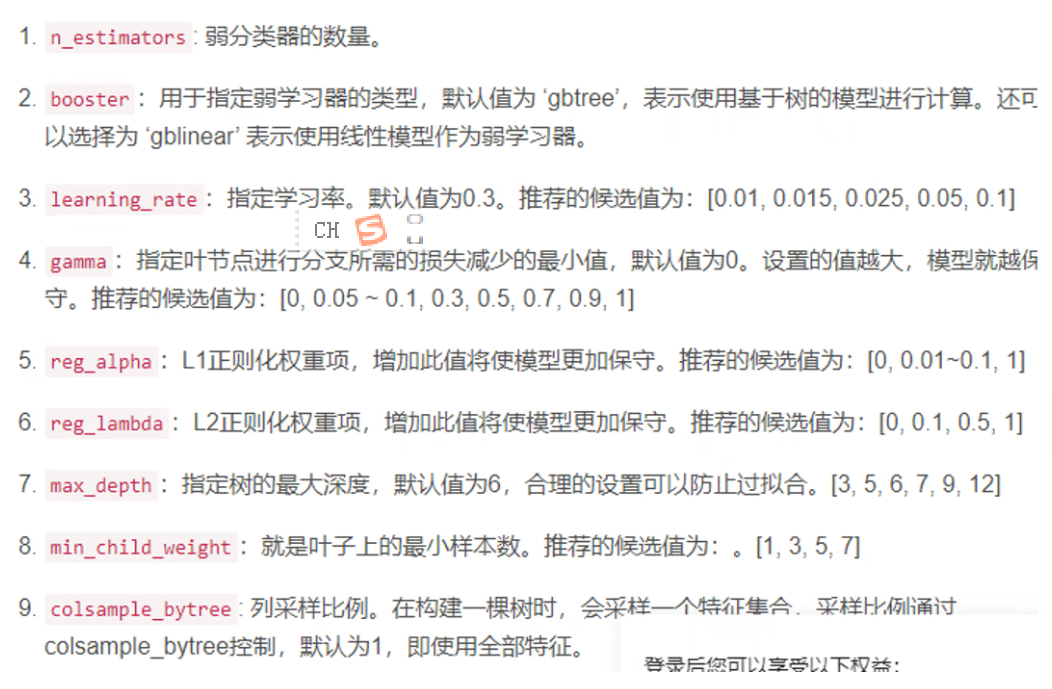 1. n_estimators: 弱分类器的数量。
2. booster：用于指定弱学习器的类型，默认值为 ‘gbtree’，表示使用基于树的模型进行计算。还可
以选择为 ‘gblinear’ 表示使用线性模型作为弱学习器。
3. learning_rate：指定学习率。默认值为0.3。推荐的候选值为：[0.01, 0.015, 0.025, 0.05, 0.1]
CH
4. gamma：指定叶节点进行分支所需的损失减少的最小值，默认值为0。设置的值越大，模型就越保
守。推荐的候选值为：[0, 0.05 ~ 0.1, 0.3, 0.5, 0.7, 0.9, 1]
5. reg_alpha：L1正则化权重项，增加此值将使模型更加保守。推荐的候选值为：[0, 0.01~0.1, 1]
6. reg_lambda：L2正则化权重项，增加此值将使模型更加保守。推荐的候选值为：[0, 0.1, 0.5, 1]
7. max_depth：指定树的最大深度，默认值为6，合理的设置可以防止过拟合。[3, 5, 6, 7, 9, 12]
8. min_child_weight：就是叶子上的最小样本数。推荐的候选值为：。[1, 3, 5, 7]
9. colsample_bytree: 列采样比例。在构建一棵树时，会采样一个特征集合，采样比例通过
colsample_bytree控制，默认为1，即使用全部特征。
登录后您可以享受以下权益：